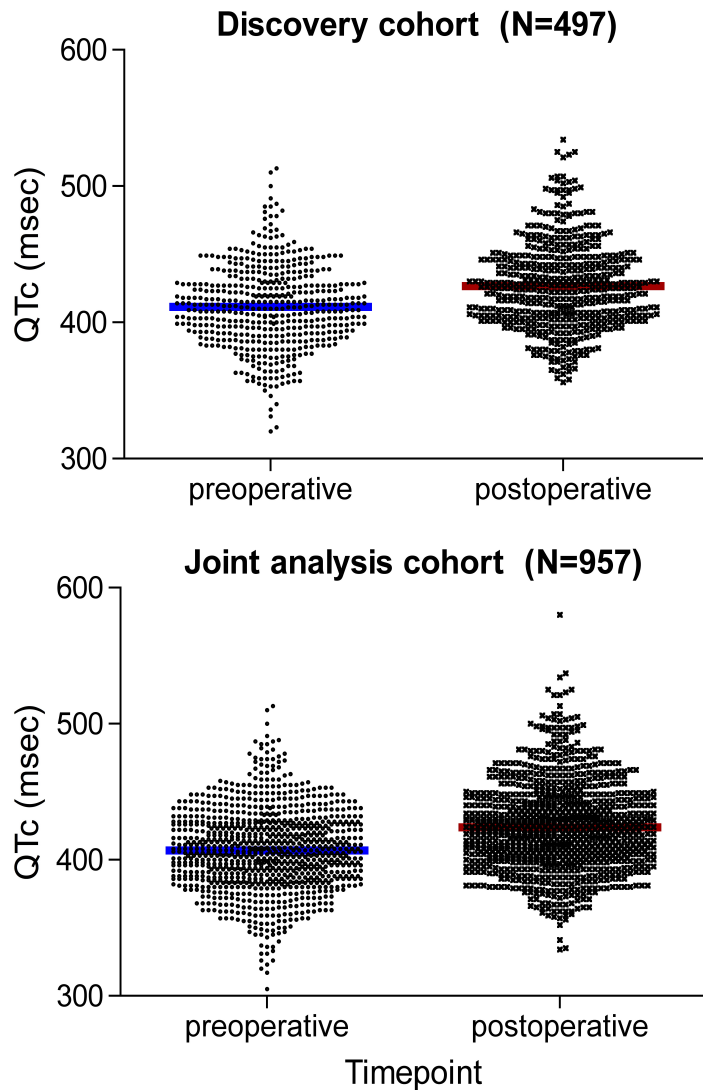 Discovery cohort (N=497)
600
500
400
300
QTc (msec)
preoperative postoperative
Joint analysis cohort (N=957)
600
500
400
300
QTc (msec)
preoperative postoperative
Timepoint